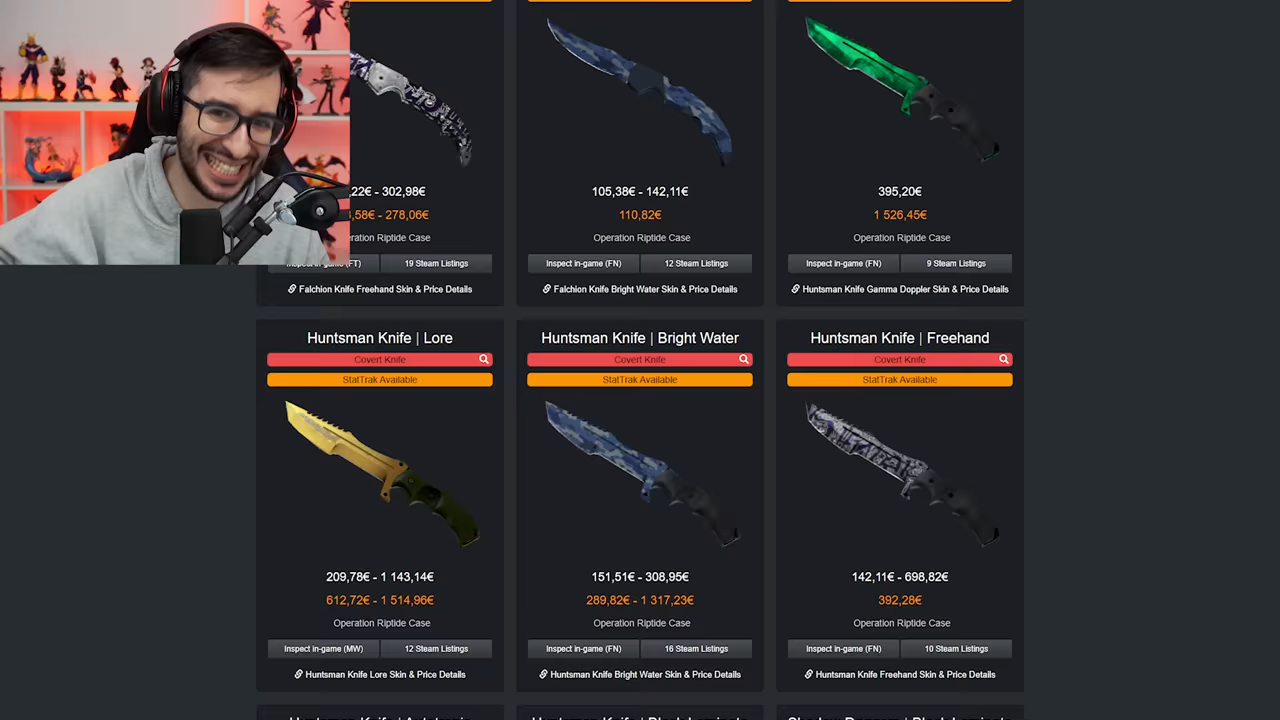 ,22€ - 302,98€
,58€ - 278,06€
ration Riptide Case
19 Steam Listings
Falchion Knife Freehand Skin & Price Details
105,38€ - 142,11€
110,82€
Operation Riptide Case
Inspect in-game (FN)
12 Steam Listings
Falchion Knife Bright Water Skin & Price Details
395,20€
1 526,45€
Operation Riptide Case
Inspect in-game (FN)
9 Steam Listings
Huntsman Knife Gamma Doppler Skin & Price Details
Huntsman Knife | Lore
Covert Knife
StatTrak Available
209,78€ - 1 143,14€
612,72€ - 1 514,96€
Operation Riptide Case
Inspect in-game (MW)
12 Steam Listings
Huntsman Knife Lore Skin & Price Details
Huntsman Knife | Bright Water
Covert Knife
StatTrak Available
151,51€ - 308,95€
289,82€ - 1 317,23€
Operation Riptide Case
Inspect in-game (FN)
16 Steam Listings
Huntsman Knife Bright Water Skin & Price Details
Huntsman Knife | Freehand
Covert Knife
StatTrak Available
142,11€ - 698,82€
392,28€
Operation Riptide Case
Inspect in-game (FN)
10 Steam Listings
Huntsman Knife Freehand Skin & Price Details